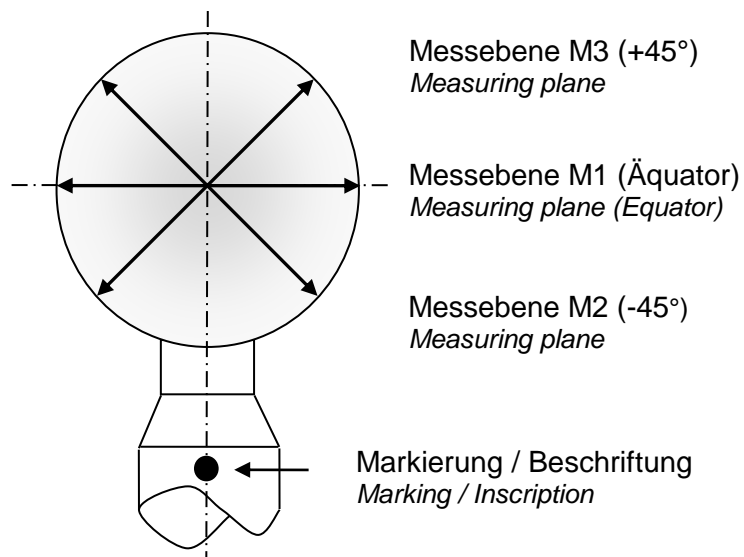 Messebene M3 (+45°)
Measuring plane
Messebene M1 (Äquator)
Measuring plane (Equator)
Messebene M2 (-45°)
Measuring plane
Markierung / Beschriftung
Marking / Inscription